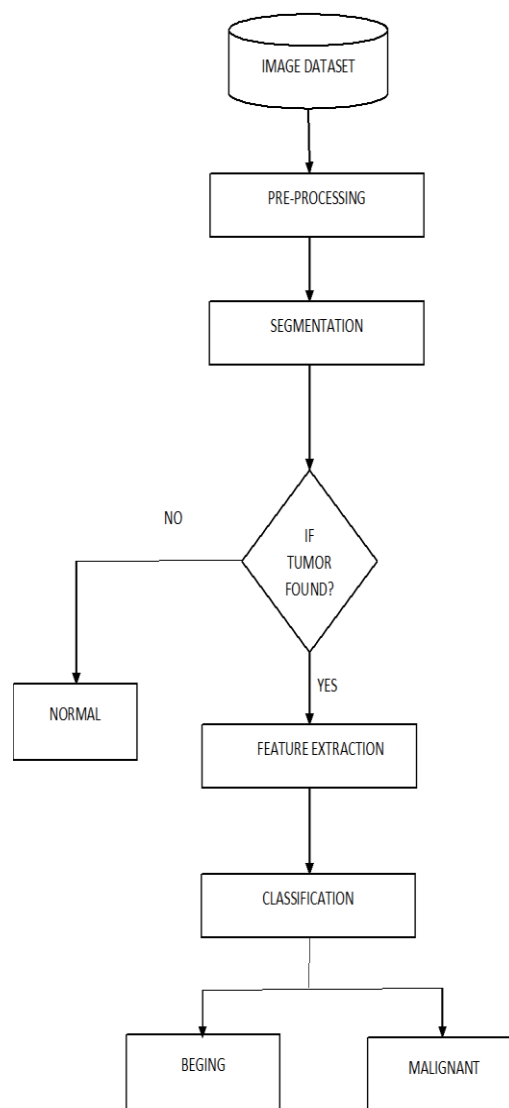 IMAGE DATASET
PRE-PROCESSING
SEGMENTATION
NO
IF
TUMOR
FOUND?
YES
NORMAL
FEATURE EXTRACTION
CLASSIFICATION
BEGING
MALIGNANT